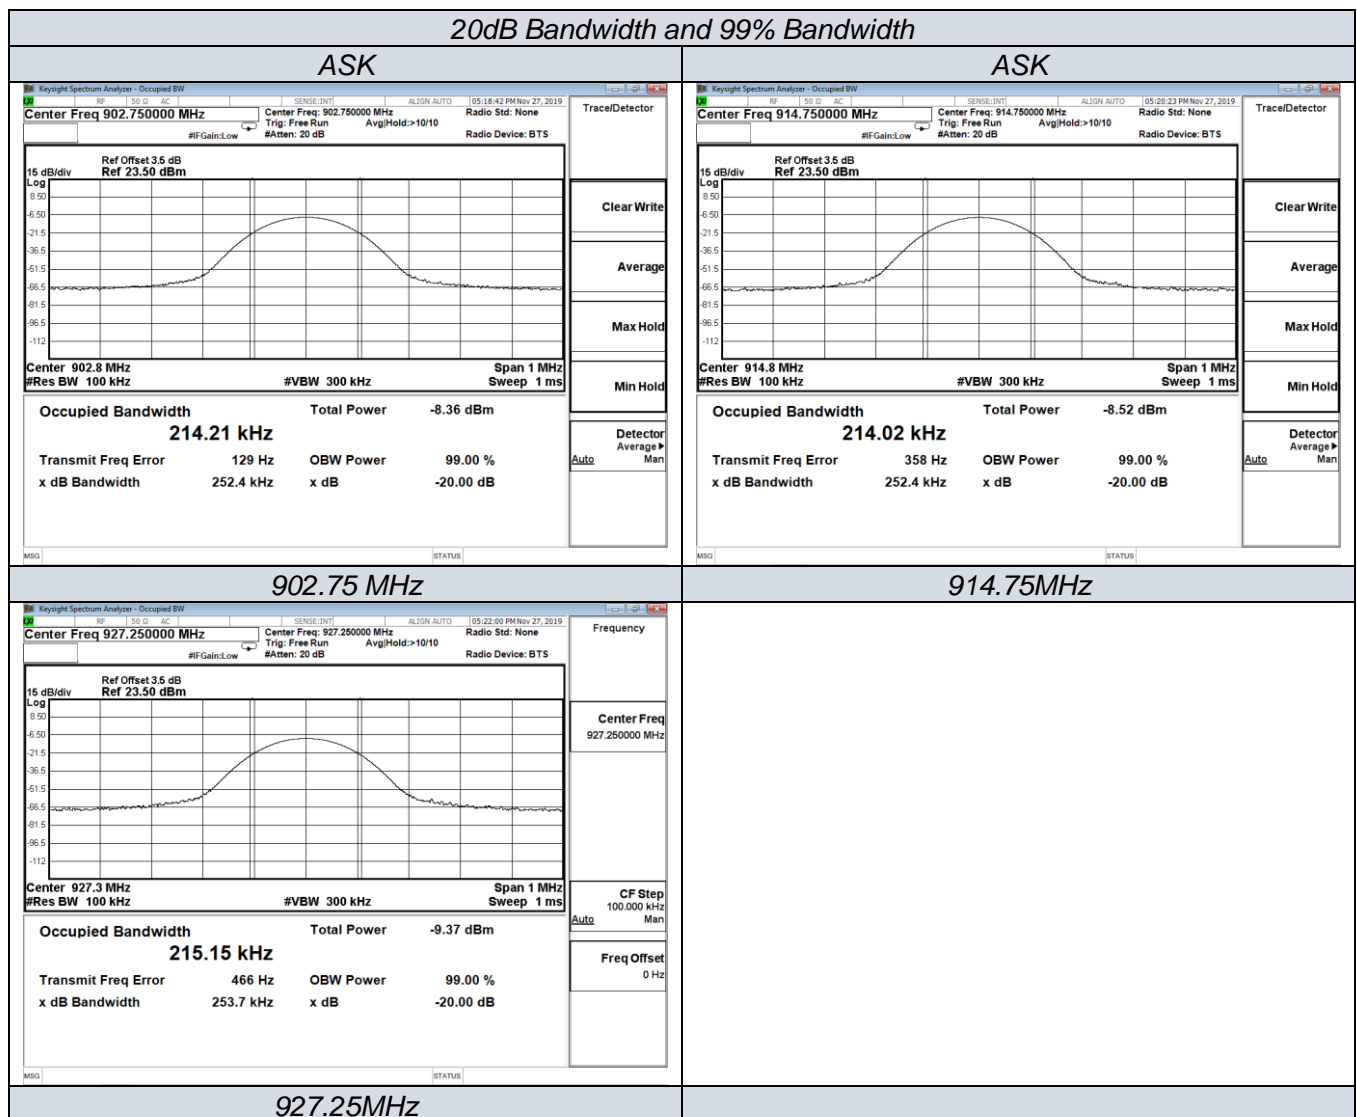 20dB Bandwidth and 99% Bandwidth
ASK
ASK
Keysight Spectrum Analyzer - Occupied BW
RF 50 Ω AC SENSE:INT ALIGN AUTO 05:18:42 PM Nov 27, 2019
Center Freq 902.750000 MHz
Center Freq: 902.750000 MHz
Radio Std: None
Trig: Free Run Avg|Hold:>10/10
#IFGain:Low #Atten: 20 dB Radio Device: BTS
Ref Offset 3.5 dB
15 dB/div Ref 23.50 dBm
Log
8.50
-6.50
-21.5
-36.5
-51.5
-66.5
-81.5
-96.5
-112
Center 902.8 MHz Span 1 MHz
#Res BW 100 kHz #VBW 300 kHz Sweep 1 ms
Occupied Bandwidth Total Power -8.36 dBm
214.21 kHz
Transmit Freq Error 129 Hz OBW Power 99.00 %
x dB Bandwidth 252.4 kHz x dB -20.00 dB
MSG STATUS
Trace/Detector
Clear Write
Average
Max Hold
Min Hold
Detector
Average
Auto Man
Keysight Spectrum Analyzer - Occupied BW
RF 50 Ω AC SENSE:INT ALIGN AUTO 05:20:23 PM Nov 27, 2019
Center Freq 914.750000 MHz
Center Freq: 914.750000 MHz
Radio Std: None
Trig: Free Run Avg|Hold:>10/10
#IFGain:Low #Atten: 20 dB Radio Device: BTS
Ref Offset 3.5 dB
15 dB/div Ref 23.50 dBm
Log
8.50
-6.50
-21.5
-36.5
-51.5
-66.5
-81.5
-96.5
-112
Center 914.8 MHz Span 1 MHz
#Res BW 100 kHz #VBW 300 kHz Sweep 1 ms
Occupied Bandwidth Total Power -8.52 dBm
214.02 kHz
Transmit Freq Error 358 Hz OBW Power 99.00 %
x dB Bandwidth 252.4 kHz x dB -20.00 dB
MSG STATUS
Trace/Detector
Clear Write
Average
Max Hold
Min Hold
Detector
Average
Auto Man
902.75 MHz
914.75MHz
Keysight Spectrum Analyzer - Occupied BW
RF 50 Ω AC SENSE:INT ALIGN AUTO 05:22:00 PM Nov 27, 2019
Center Freq 927.250000 MHz
Center Freq: 927.250000 MHz
Radio Std: None
Trig: Free Run Avg|Hold:>10/10
#IFGain:Low #Atten: 20 dB Radio Device: BTS
Ref Offset 3.5 dB
15 dB/div Ref 23.50 dBm
Log
8.50
-6.50
-21.5
-36.5
-51.5
-66.5
-81.5
-96.5
-112
Center 927.3 MHz Span 1 MHz
#Res BW 100 kHz #VBW 300 kHz Sweep 1 ms
Occupied Bandwidth Total Power -9.37 dBm
215.15 kHz
Transmit Freq Error 466 Hz OBW Power 99.00 %
x dB Bandwidth 253.7 kHz x dB -20.00 dB
MSG STATUS
Frequency
Center Freq
927.250000 MHz
CF Step
100.000 kHz
Auto Man
Freq Offset
0 Hz
927.25MHz